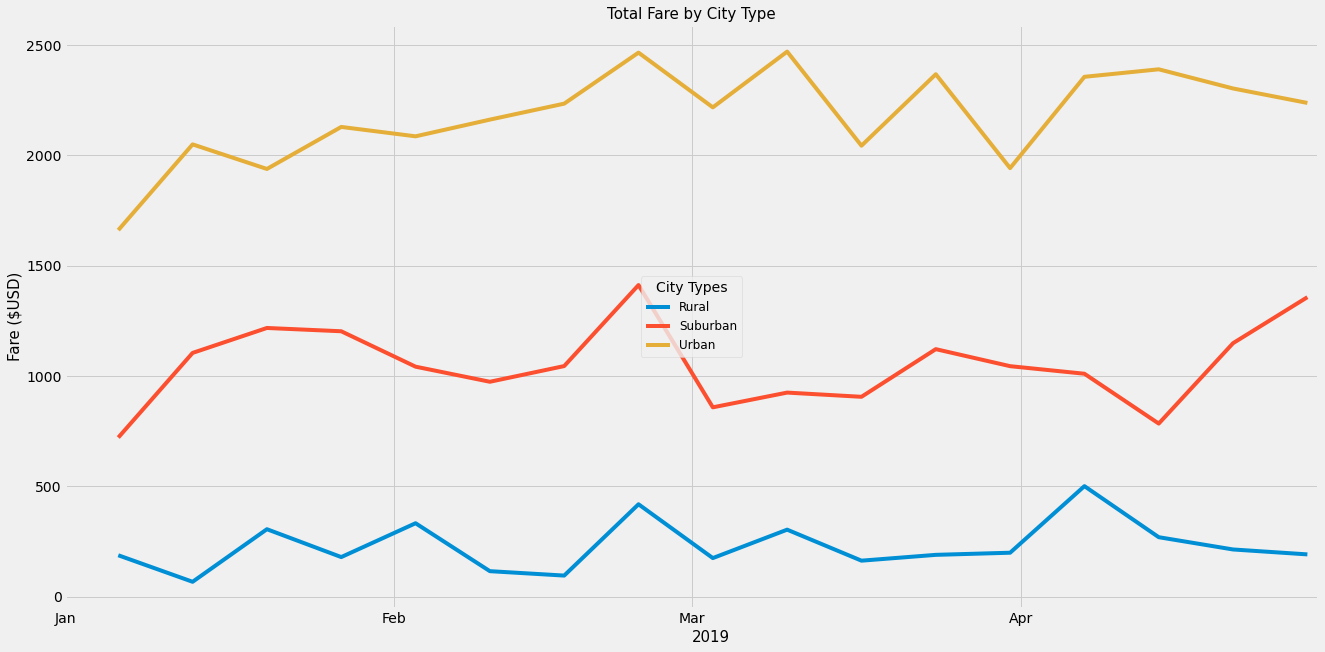 Total Fare by City Type
Fare ($USD)
2500
2000
1500
1000
500
0
City Types
Rural
Suburban
Urban
Jan Feb Mar Apr
2019